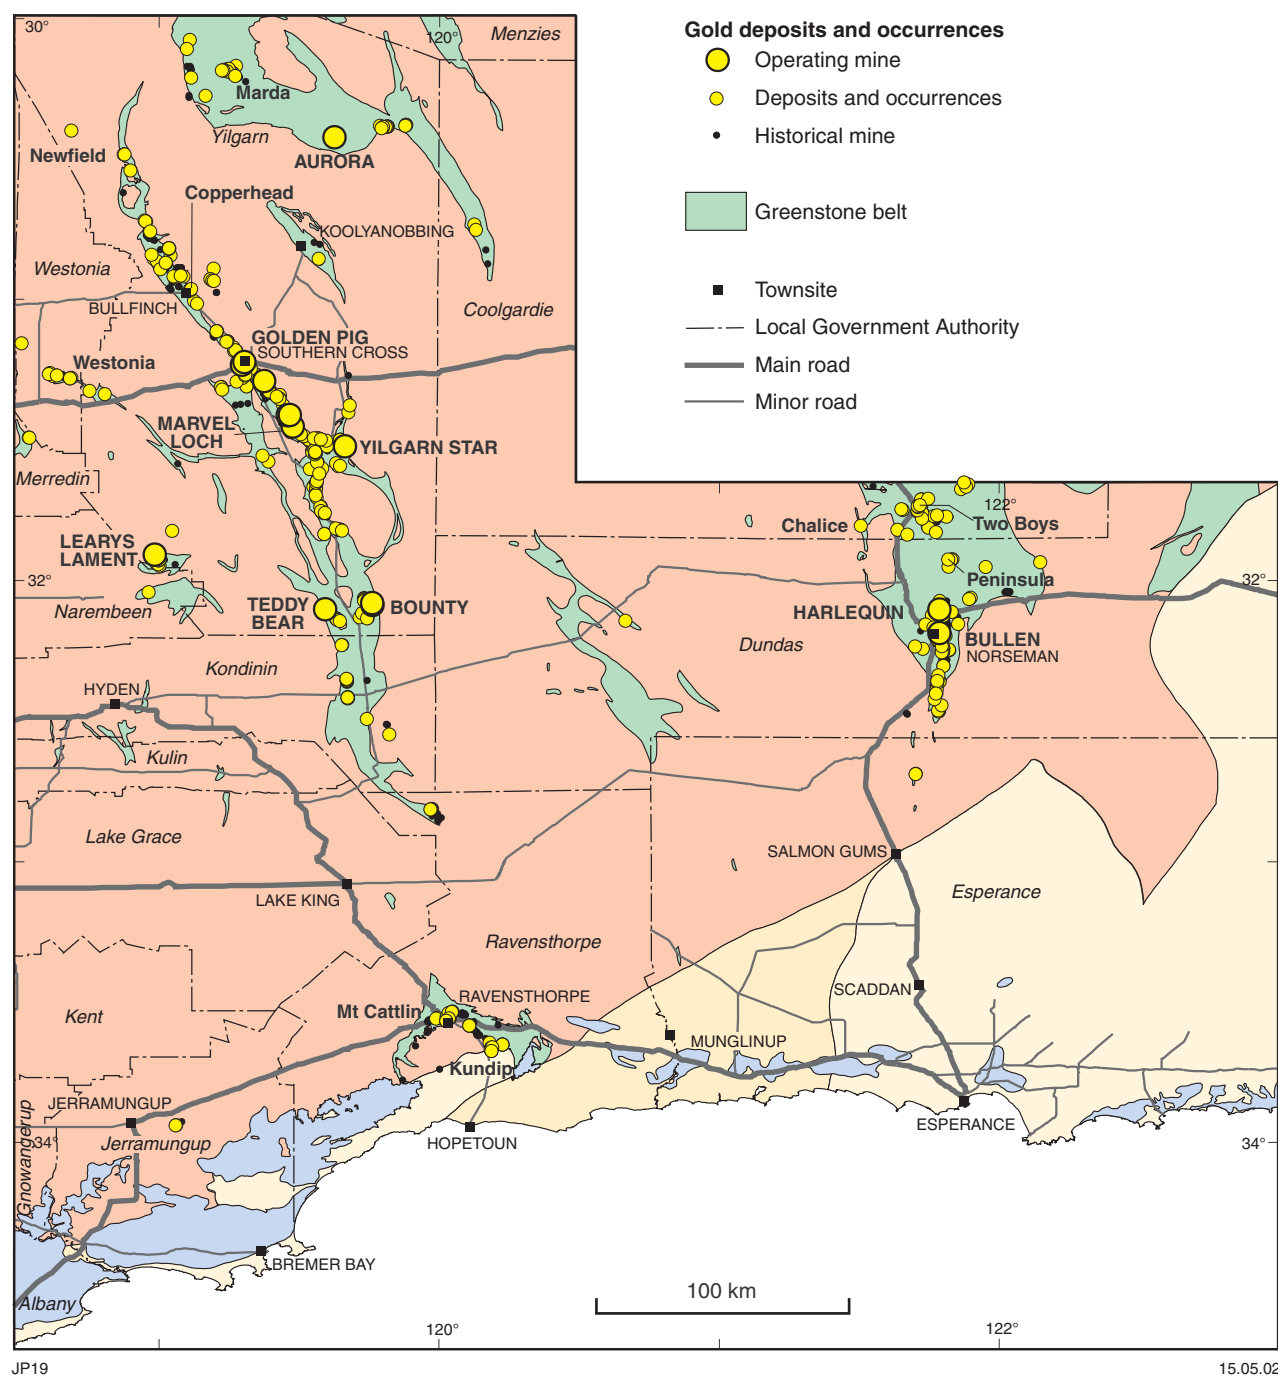 30°
120°
Menzies
Gold deposits and occurrences
Operating mine
Deposits and occurrences
Historical mine
Greenstone belt
Townsite
Local Government Authority
Main road
Minor road
Marda
Yilgarn
Newfield
AURORA
Copperhead
KOOLYANOBBING
Westonia
BULLFINCH
Coolgardie
GOLDEN PIG
SOUTHERN CROSS
Westonia
MARVEL
LOCH
YILGARN STAR
Merredin
122°
Chalice
Two Boys
LEARYS
LAMENT
32°
Peninsula
32°
Narembeen
TEDDY
BEAR
BOUNTY
HARLEQUIN
BULLEN
NORSEMAN
Dundas
Kondinin
HYDEN
Kulin
Lake Grace
SALMON GUMS
LAKE KING
Esperance
Ravensthorpe
SCADDAN
Kent
Mt Cattlin
RAVENSTHORPE
MUNGLINUP
Kundip
JERRAMUNGUP
Jerramungup
HOPETOUN
ESPERANCE
Gnowangerup
34°
34°
BREMER BAY
Albany
100 km
120°
122°
JP19
15.05.02